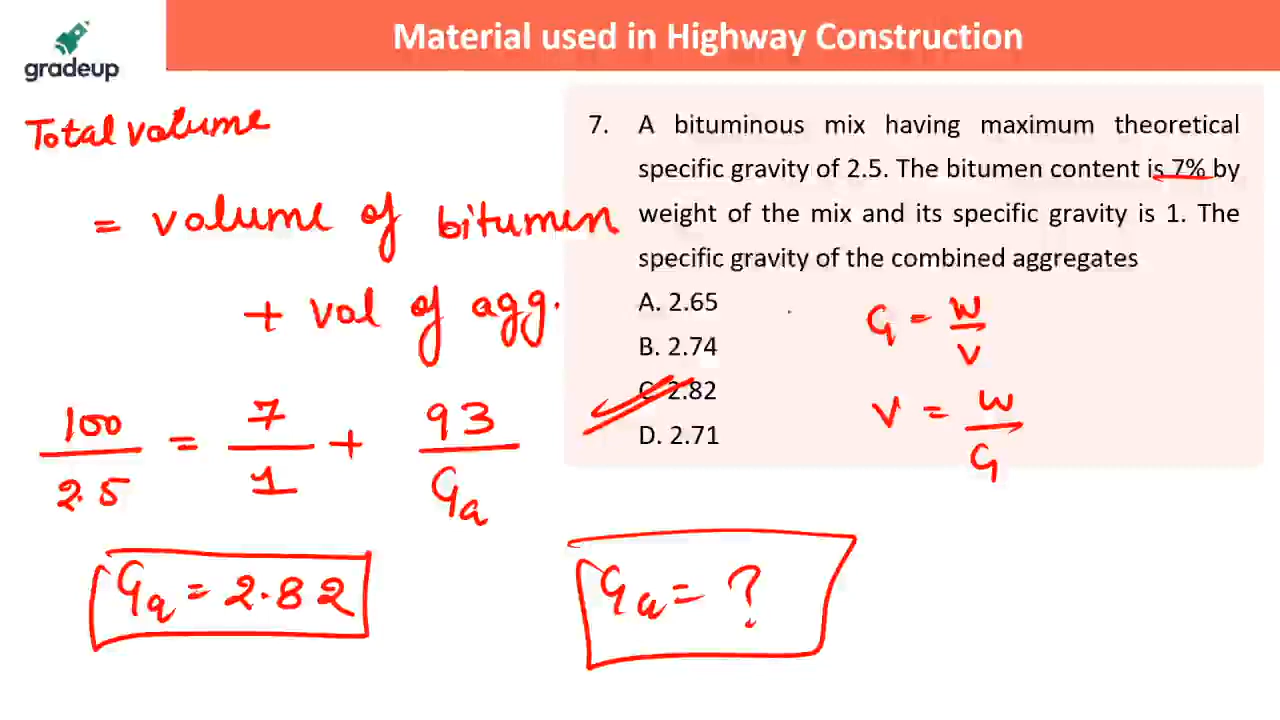 gradeup
Material used in Highway Construction
Total volume
= volume of bitumen
+ vol of agg.
100/2.5 = 7/1 + 93/Ga
Ga = 2.82
7. A bituminous mix having maximum theoretical
specific gravity of 2.5. The bitumen content is 7% by
weight of the mix and its specific gravity is 1. The
specific gravity of the combined aggregates
A. 2.65
B. 2.74
C. 2.82
D. 2.71
G = W/V
V = W/G
Ga = ?